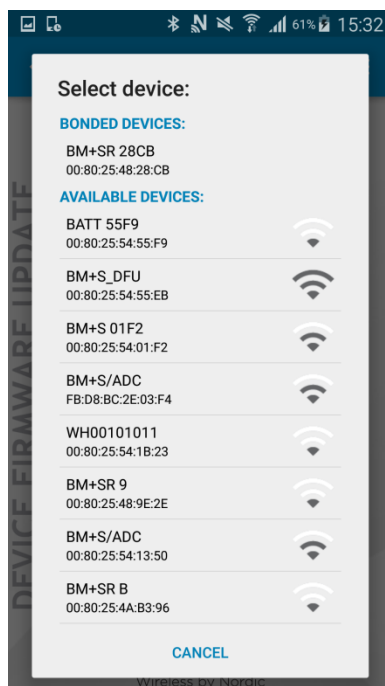 61% 15:32
Select device:
BONDED DEVICES:
BM+SR 28CB
00:80:25:48:28:CB
AVAILABLE DEVICES:
BATT 55F9
00:80:25:54:55:F9
BM+S_DFU
00:80:25:54:55:EB
BM+S 01F2
00:80:25:54:01:F2
BM+S/ADC
FB:D8:BC:2E:03:F4
WH00101011
00:80:25:54:1B:23
BM+SR 9
00:80:25:48:9E:2E
BM+S/ADC
00:80:25:54:13:50
BM+SR B
00:80:25:4A:B3:96
CANCEL
DEVICE FIRMWARE UPDATE
Wireless by Nordic